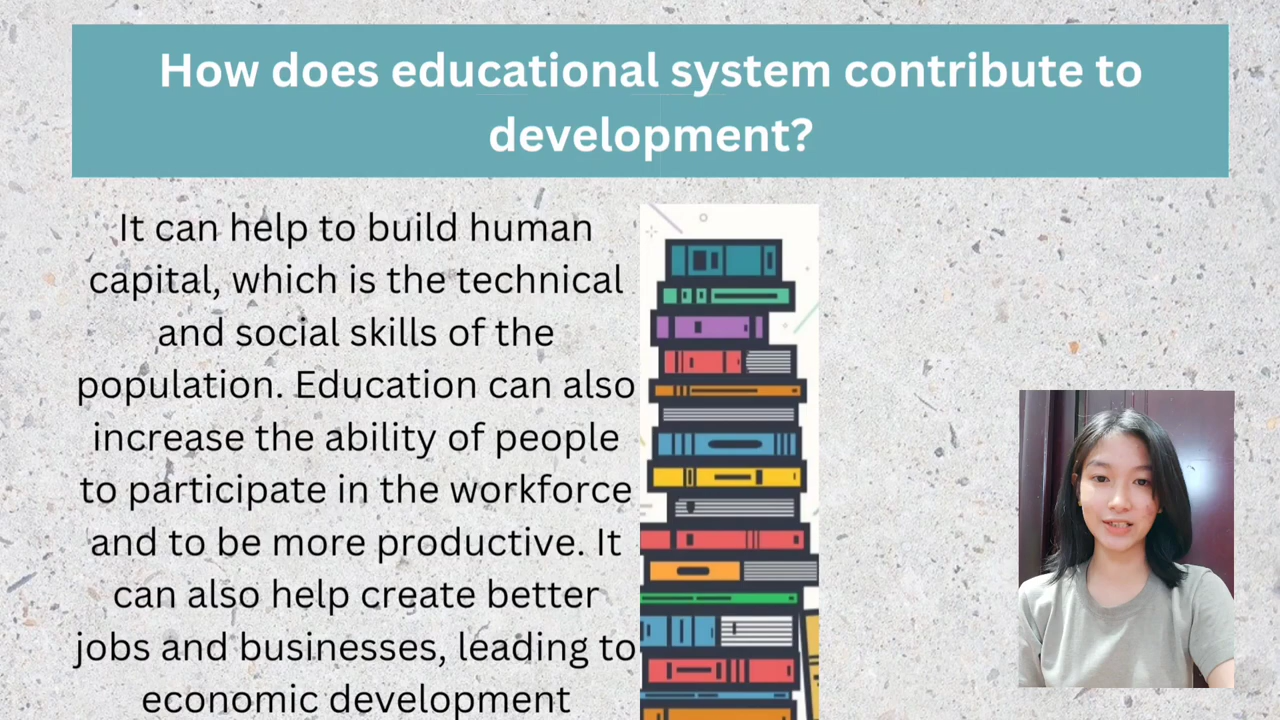 How does educational system contribute to
development?
It can help to build human
capital, which is the technical
and social skills of the
population. Education can also
increase the ability of people
to participate in the workforce
and to be more productive. It
can also help create better
jobs and businesses, leading to
economic development